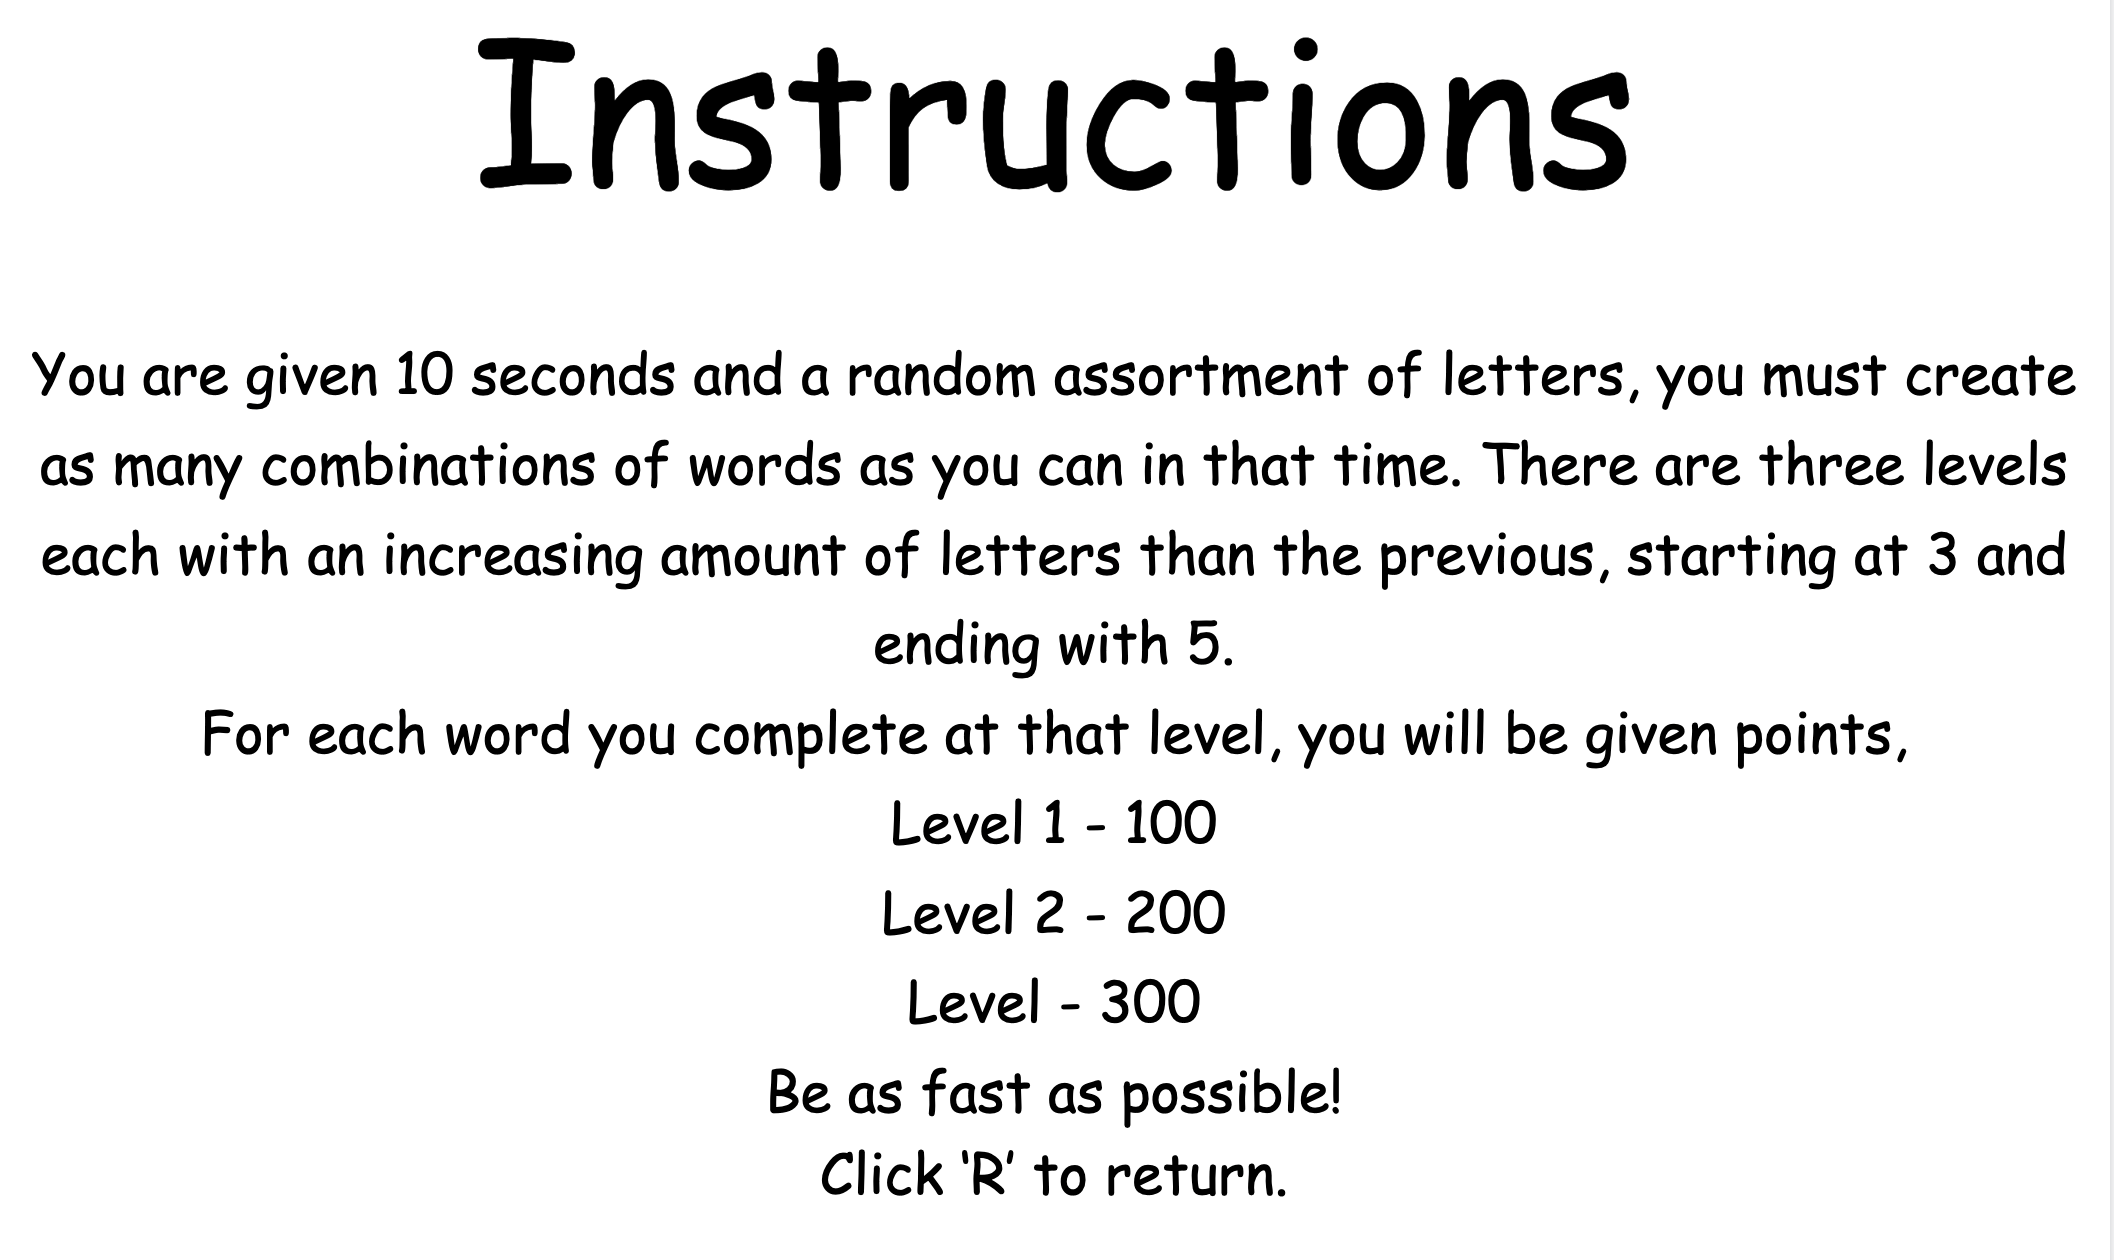 Instructions
You are given 10 seconds and a random assortment of letters, you must create
as many combinations of words as you can in that time. There are three levels
each with an increasing amount of letters than the previous, starting at 3 and
ending with 5.
For each word you complete at that level, you will be given points,
Level 1 - 100
Level 2 - 200
Level - 300
Be as fast as possible!
Click ‘R’ to return.